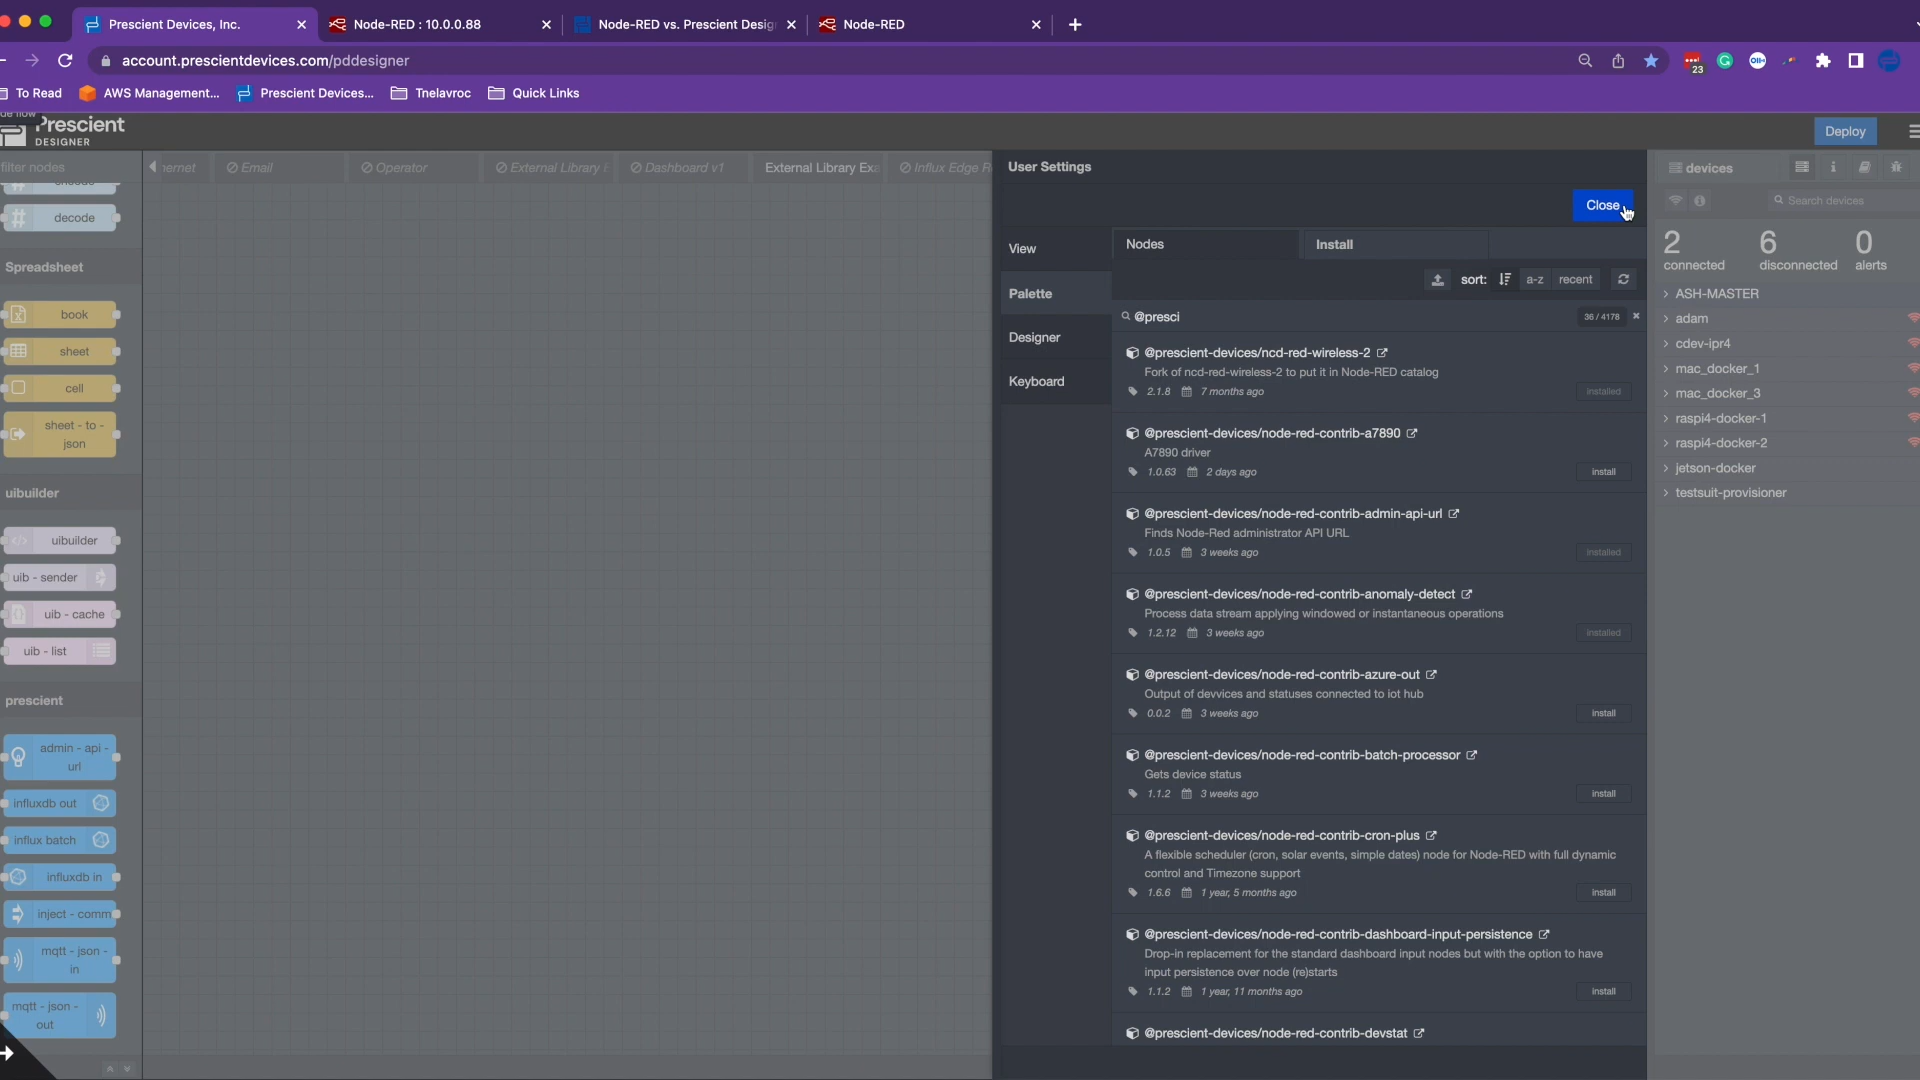 Prescient Devices, Inc.
Node-RED : 10.0.0.88
Node-RED vs. Prescient Desig
Node-RED
account.prescientdevices.com/pddesigner
23
To Read
AWS Management...
Prescient Devices...
Tnelavroc
Quick Links
Prescient
DESIGNER
Deploy
filter nodes
ernet
Email
Operator
External Library E
Dashboard v1
External Library Exa
Influx Edge R
User Settings
devices
decode
Close
Search devices
View
Nodes
Install
2
connected
6
disconnected
0
alerts
Spreadsheet
sort:
a-z
recent
Palette
ASH-MASTER
book
@presci
36 / 4178
adam
Designer
cdev-ipr4
sheet
@prescient-devices/ncd-red-wireless-2
Fork of ncd-red-wireless-2 to put it in Node-RED catalog
2.1.8
7 months ago
installed
mac_docker_1
cell
Keyboard
mac_docker_3
sheet - to -
json
@prescient-devices/node-red-contrib-a7890
A7890 driver
1.0.63
2 days ago
install
raspi4-docker-1
raspi4-docker-2
jetson-docker
testsuit-provisioner
uibuilder
@prescient-devices/node-red-contrib-admin-api-url
Finds Node-Red administrator API URL
1.0.5
3 weeks ago
installed
uibuilder
uib - sender
@prescient-devices/node-red-contrib-anomaly-detect
Process data stream applying windowed or instantaneous operations
1.2.12
3 weeks ago
installed
uib - cache
uib - list
@prescient-devices/node-red-contrib-azure-out
Output of devvices and statuses connected to iot hub
0.0.2
3 weeks ago
install
prescient
admin - api -
url
@prescient-devices/node-red-contrib-batch-processor
Gets device status
1.1.2
3 weeks ago
install
influxdb out
influx batch
@prescient-devices/node-red-contrib-cron-plus
A flexible scheduler (cron, solar events, simple dates) node for Node-RED with full dynamic
control and Timezone support
1.6.6
1 year, 5 months ago
install
influxdb in
inject - comm
@prescient-devices/node-red-contrib-dashboard-input-persistence
Drop-in replacement for the standard dashboard input nodes but with the option to have
input persistence over node (re)starts
1.1.2
1 year, 11 months ago
install
mqtt - json -
in
mqtt - json -
out
@prescient-devices/node-red-contrib-devstat